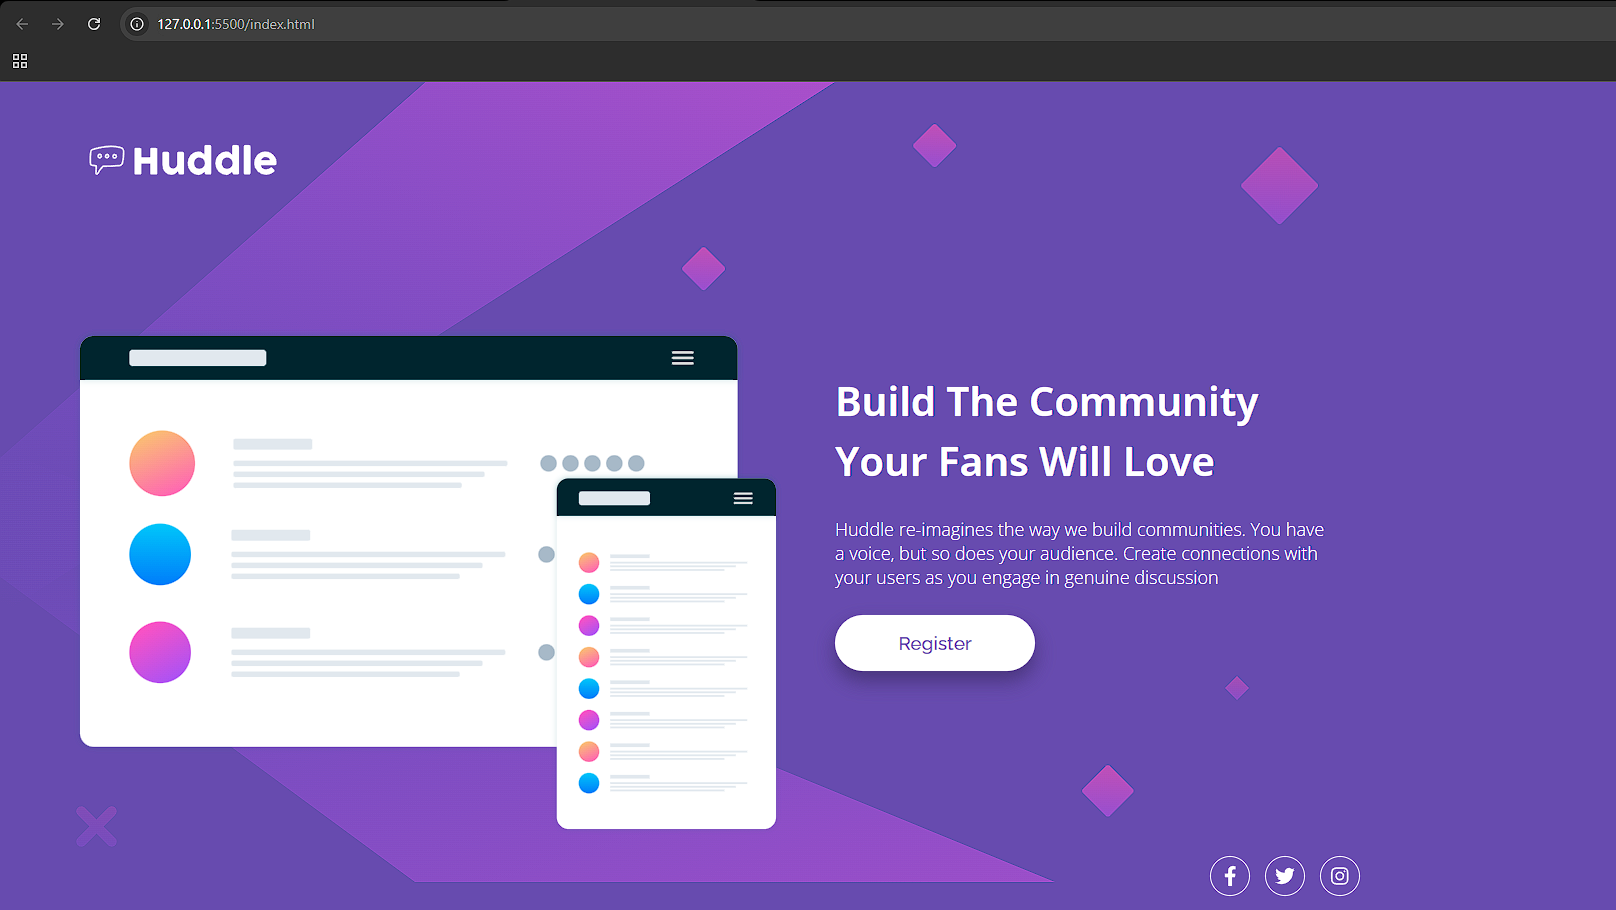 127.0.0.1:5500/index.html
Huddle
Build The Community
Your Fans Will Love
Huddle re-imagines the way we build communities. You have
a voice, but so does your audience. Create connections with
your users as you engage in genuine discussion
Register